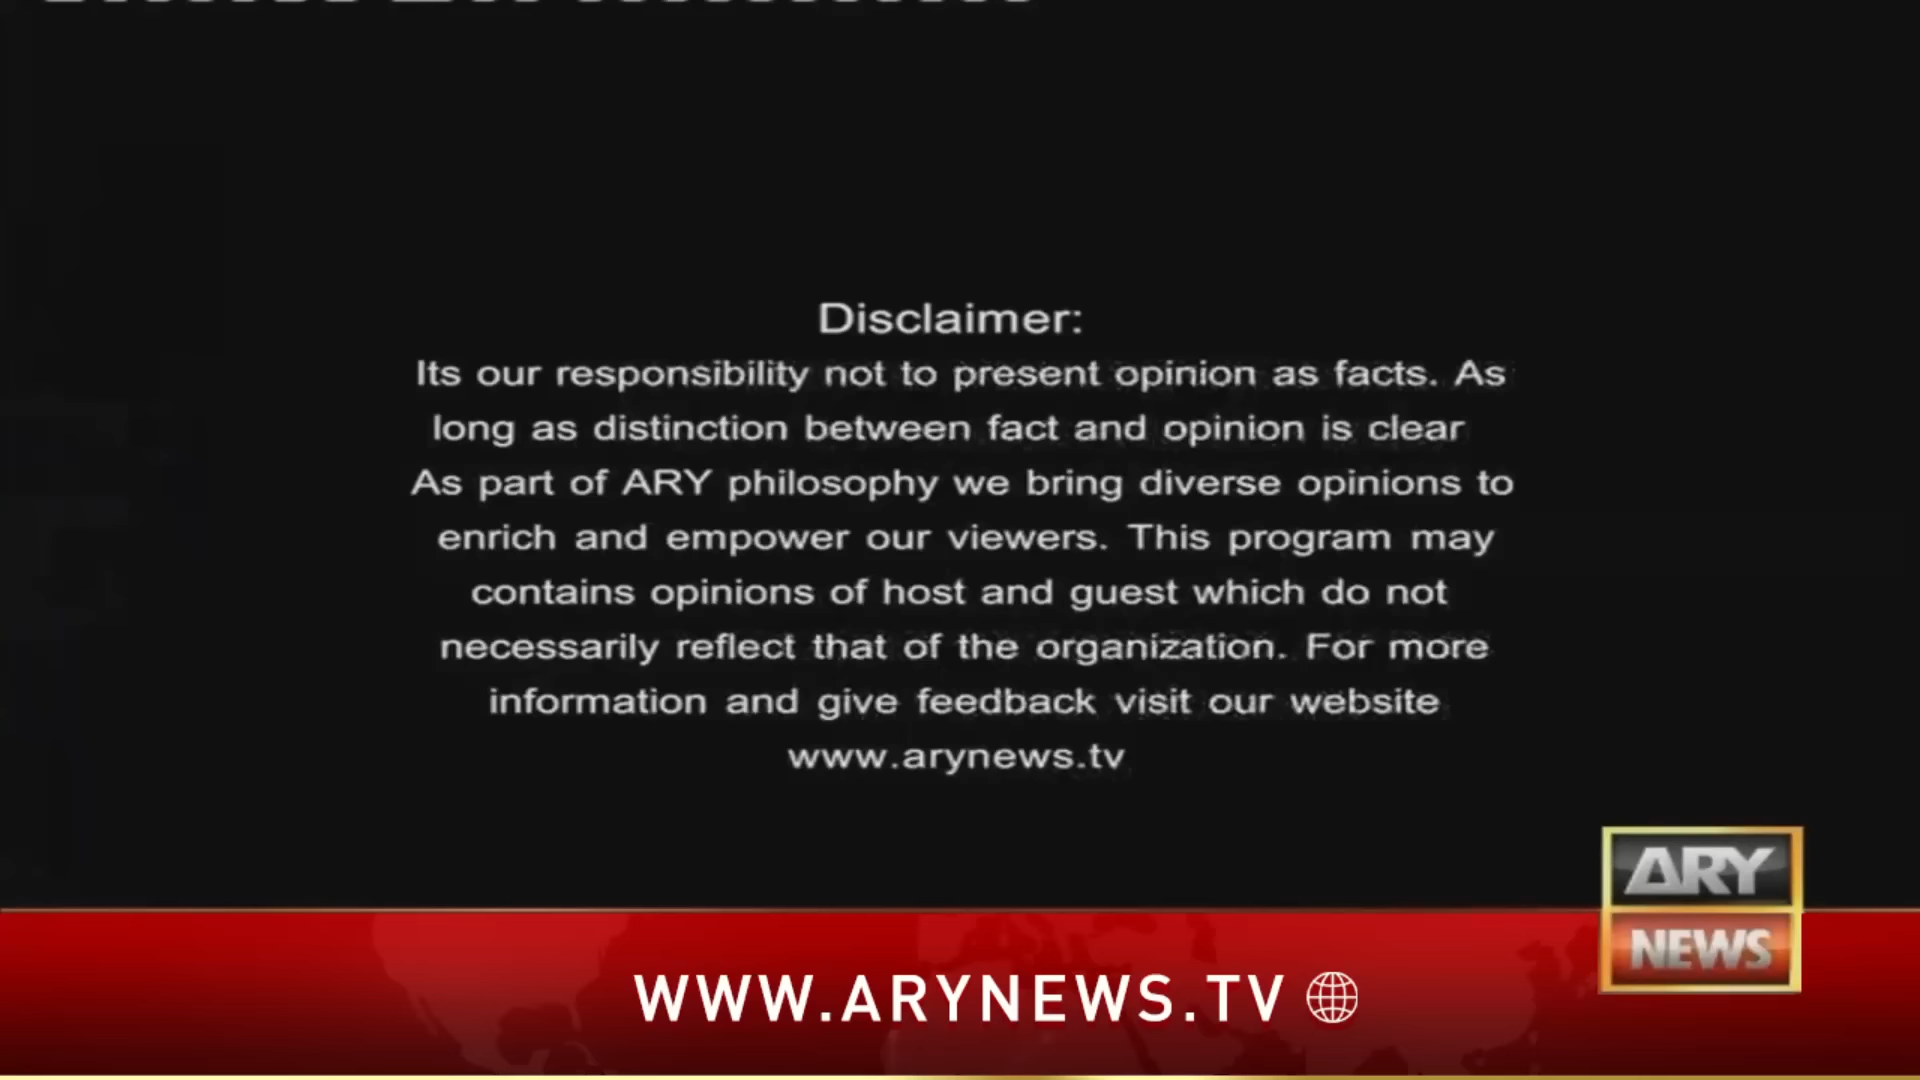 Disclaimer:
Its our responsibility not to present opinion as facts. As
long as distinction between fact and opinion is clear
As part of ARY philosophy we bring diverse opinions to
enrich and empower our viewers. This program may
contains opinions of host and guest which do not
necessarily reflect that of the organization. For more
information and give feedback visit our website
www.arynews.tv
ARY
NEWS
WWW.ARYNEWS.TV